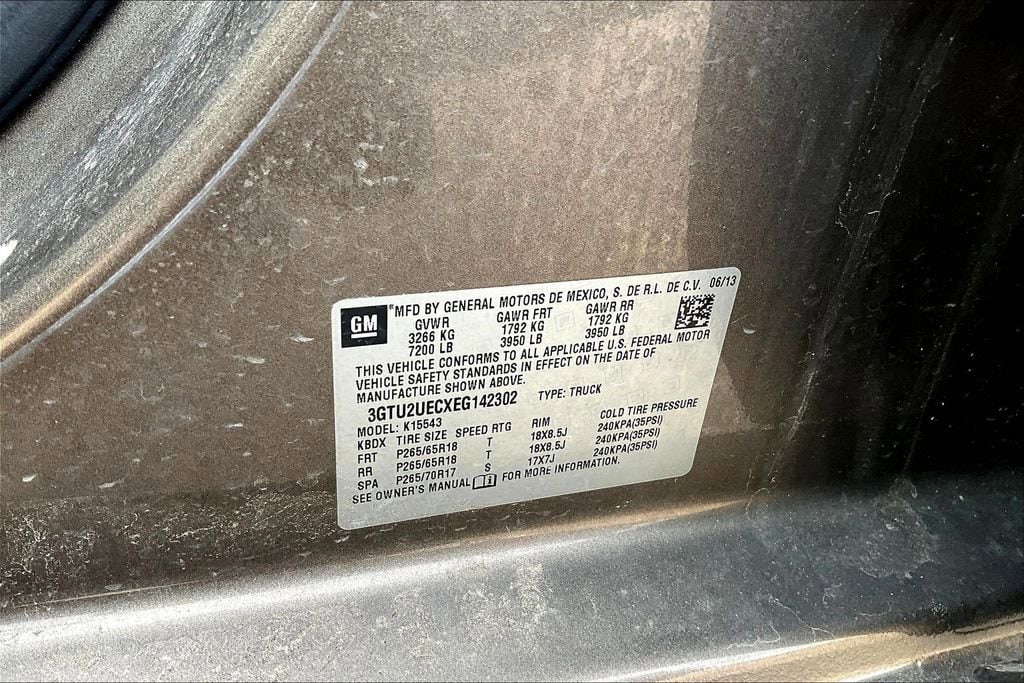 GM ® MFD BY GENERAL MOTORS DE MEXICO, S. DE R.L. DE C.V. 06/13
GVWR GAWR FRT GAWR RR
3266 KG 1792 KG 1792 KG
7200 LB 3950 LB 3950 LB
THIS VEHICLE CONFORMS TO ALL APPLICABLE U.S. FEDERAL MOTOR
VEHICLE SAFETY STANDARDS IN EFFECT ON THE DATE OF
MANUFACTURE SHOWN ABOVE.
3GTU2UECXEG142302 TYPE: TRUCK
MODEL: K15543
KBDX TIRE SIZE SPEED RTG RIM COLD TIRE PRESSURE
FRT P265/65R18 T 18X8.5J 240KPA(35PSI)
RR P265/65R18 T 18X8.5J 240KPA(35PSI)
SPA P265/70R17 S 17X7J 240KPA(35PSI)
SEE OWNER'S MANUAL FOR MORE INFORMATION.